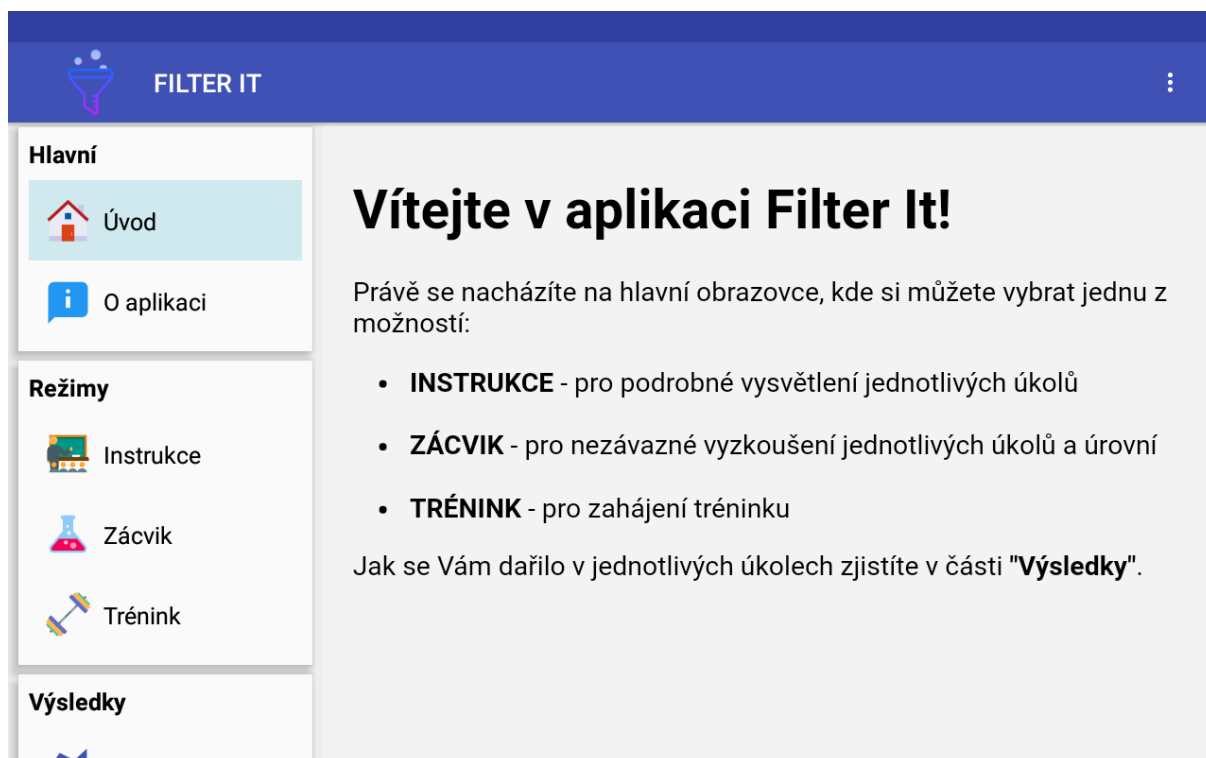 FILTER IT
Hlavní
Úvod
O aplikaci
Režimy
Instrukce
Zácvik
Trénink
Výsledky
Vítejte v aplikaci Filter It!
Právě se nacházíte na hlavní obrazovce, kde si můžete vybrat jednu z
možností:
• INSTRUKCE - pro podrobné vysvětlení jednotlivých úkolů
• ZÁCVIK - pro nezávazné vyzkoušení jednotlivých úkolů a úrovní
• TRÉNINK - pro zahájení tréninku
Jak se Vám dařilo v jednotlivých úkolech zjistíte v části "Výsledky".